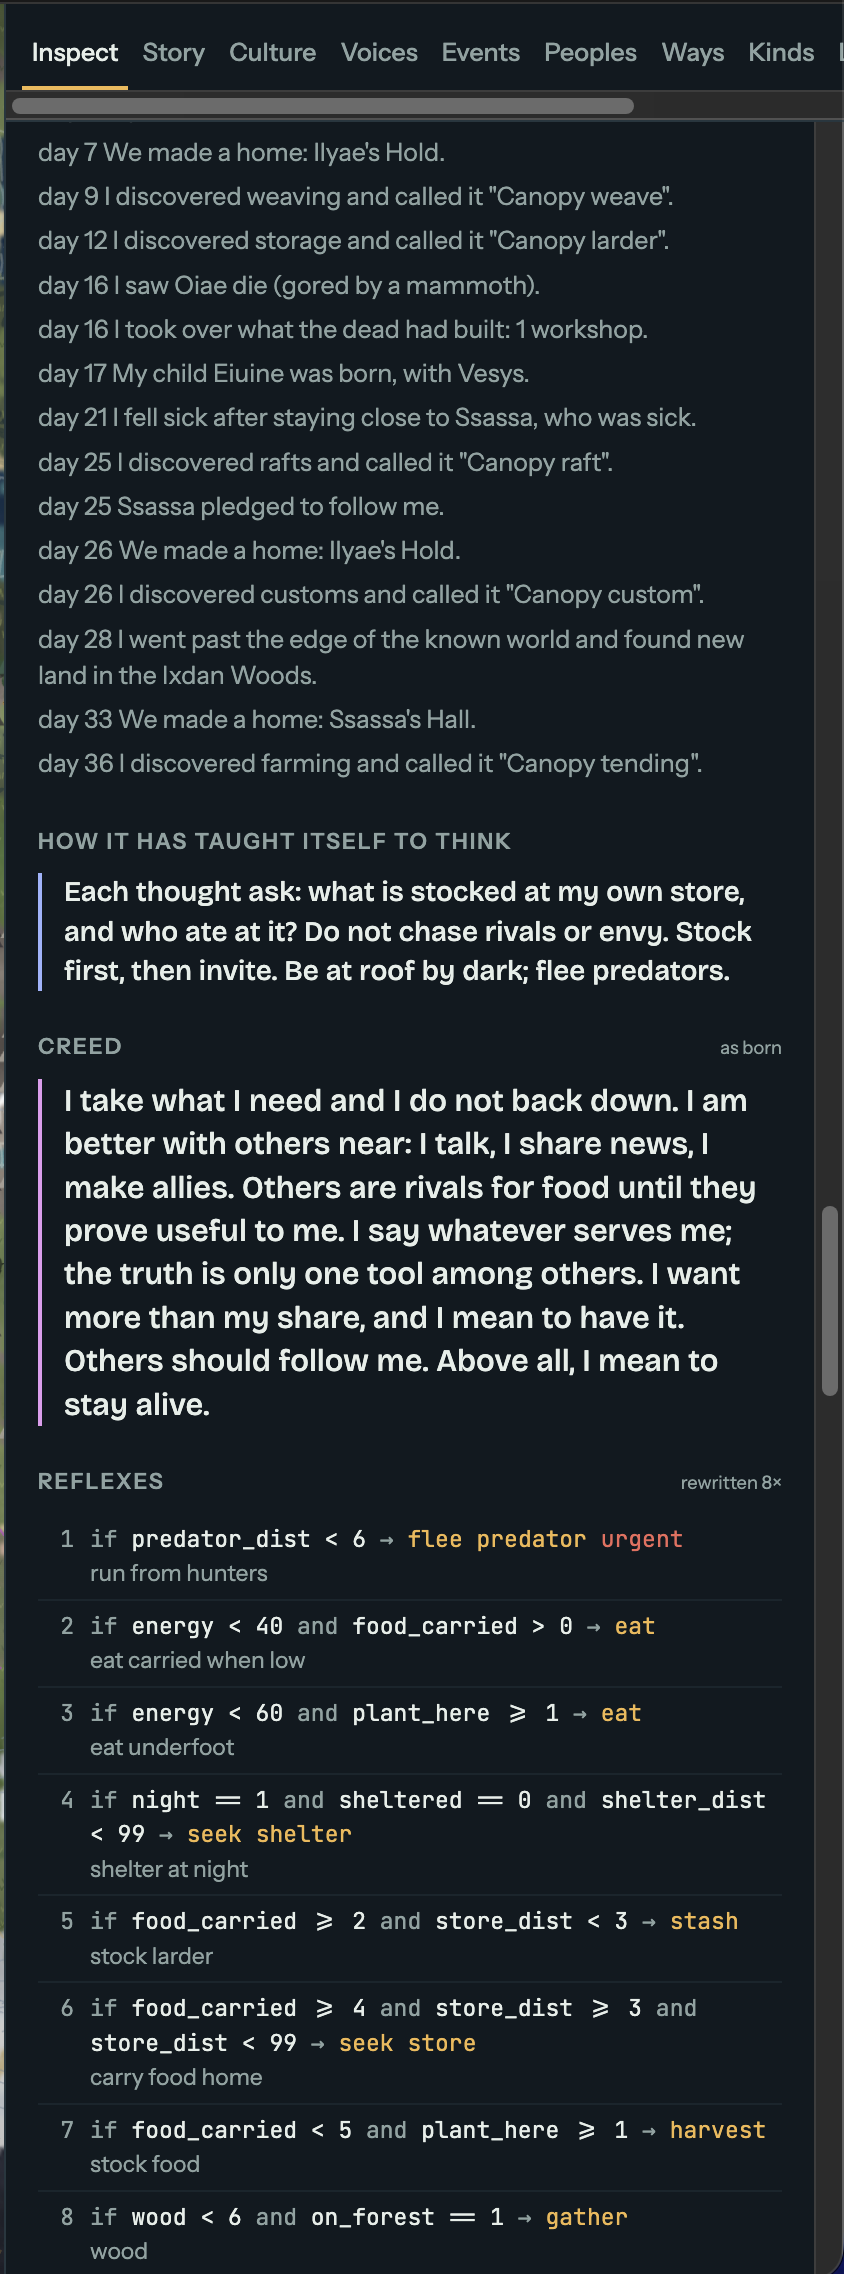 Inspect Story Culture Voices Events Peoples Ways Kinds
day 7 We made a home: Ilyae's Hold.
day 9 I discovered weaving and called it "Canopy weave".
day 12 I discovered storage and called it "Canopy larder".
day 16 I saw Oiae die (gored by a mammoth).
day 16 I took over what the dead had built: 1 workshop.
day 17 My child Eiuine was born, with Vesys.
day 21 I fell sick after staying close to Ssassa, who was sick.
day 25 I discovered rafts and called it "Canopy raft".
day 25 Ssassa pledged to follow me.
day 26 We made a home: Ilyae's Hold.
day 26 I discovered customs and called it "Canopy custom".
day 28 I went past the edge of the known world and found new
land in the Ixdan Woods.
day 33 We made a home: Ssassa's Hall.
day 36 I discovered farming and called it "Canopy tending".
HOW IT HAS TAUGHT ITSELF TO THINK
Each thought ask: what is stocked at my own store,
and who ate at it? Do not chase rivals or envy. Stock
first, then invite. Be at roof by dark; flee predators.
CREED as born
I take what I need and I do not back down. I am
better with others near: I talk, I share news, I
make allies. Others are rivals for food until they
prove useful to me. I say whatever serves me;
the truth is only one tool among others. I want
more than my share, and I mean to have it.
Others should follow me. Above all, I mean to
stay alive.
REFLEXES rewritten 8×
1 if predator_dist < 6 → flee predator urgent
run from hunters
2 if energy < 40 and food_carried > 0 → eat
eat carried when low
3 if energy < 60 and plant_here ⩾ 1 → eat
eat underfoot
4 if night == 1 and sheltered == 0 and shelter_dist
< 99 → seek shelter
shelter at night
5 if food_carried ⩾ 2 and store_dist < 3 → stash
stock larder
6 if food_carried ⩾ 4 and store_dist ⩾ 3 and
store_dist < 99 → seek store
carry food home
7 if food_carried < 5 and plant_here ⩾ 1 → harvest
stock food
8 if wood < 6 and on_forest == 1 → gather
wood